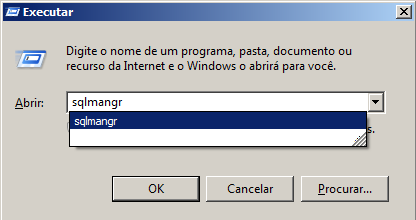 Executar
Digite o nome de um programa, pasta, documento ou
recurso da Internet e o Windows o abrirá para você.
Abrir:
sqlmangr
sqlmangr
s.
OK
Cancelar
Procurar...